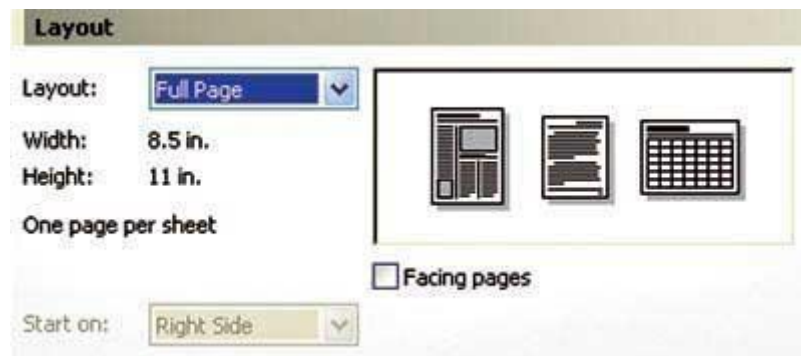 Layout
Layout: Full Page
Width: 8.5 in.
Height: 11 in.
One page per sheet
Facing pages
Start on: Right Side